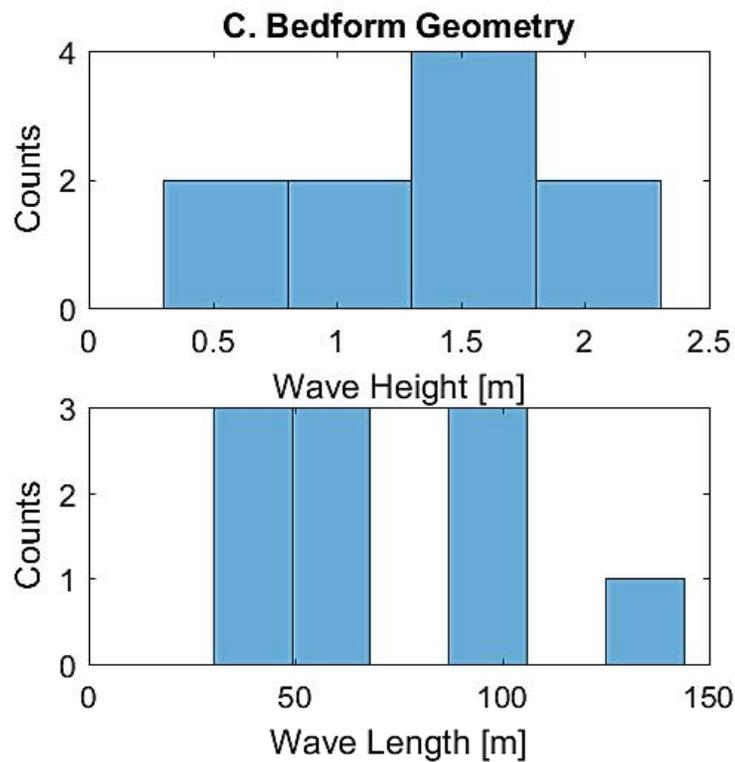 C. Bedform Geometry
4
2
0
Counts
0 0.5 1 1.5 2 2.5
Wave Height [m]
3
2
1
0
Counts
0 50 100 150
Wave Length [m]